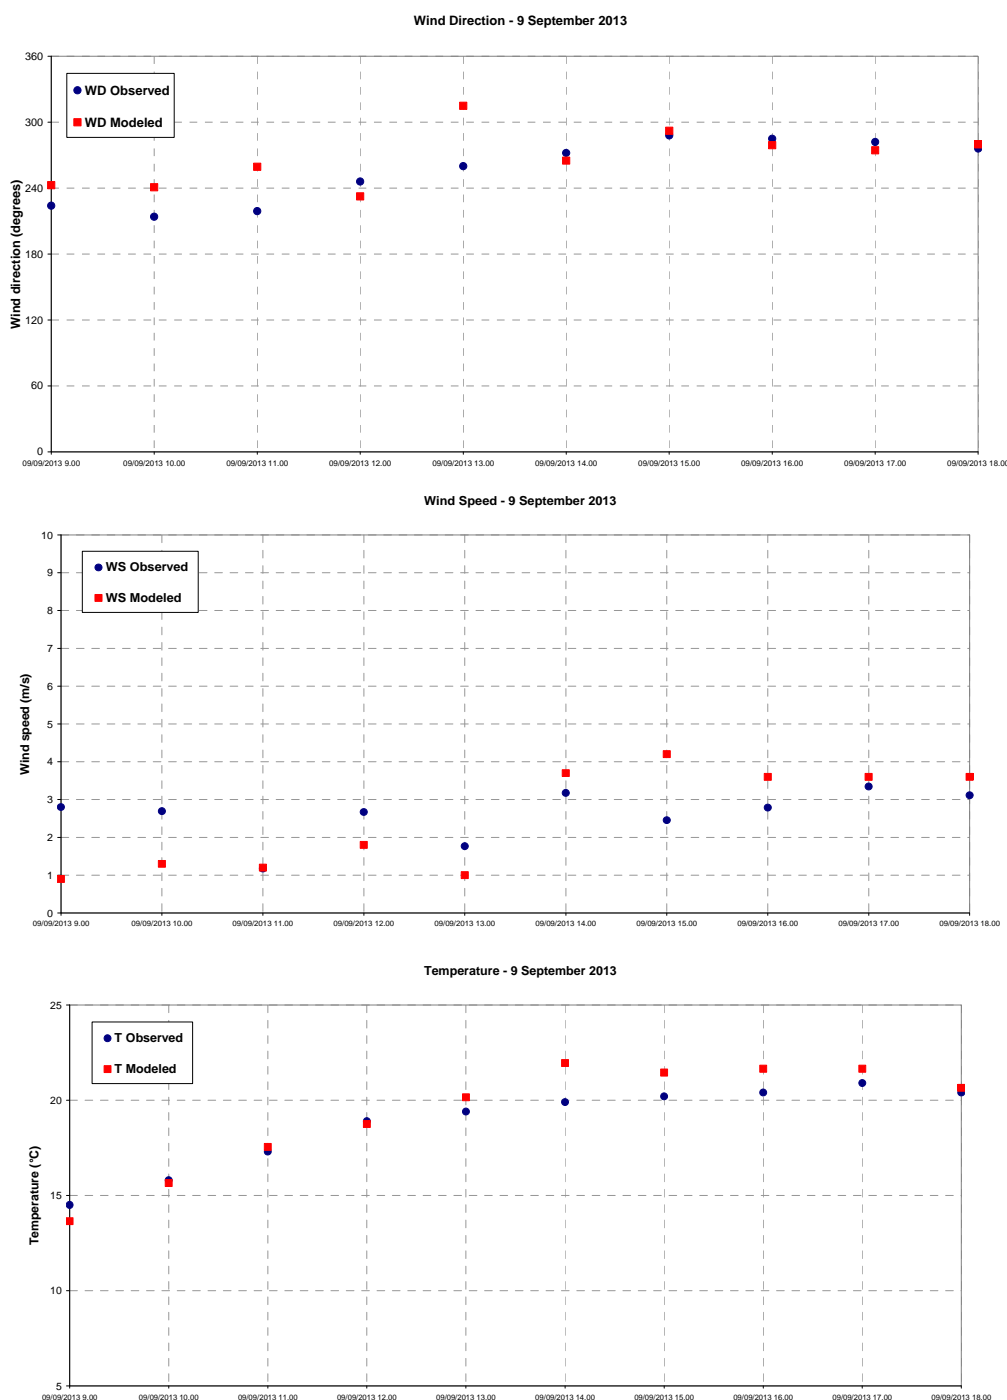 Wind Direction - 9 September 2013
360
300
240
180
120
60
0
Wind direction (degrees)
WD Observed
WD Modeled
09/09/2013 9.00 09/09/2013 10.00 09/09/2013 11.00 09/09/2013 12.00 09/09/2013 13.00 09/09/2013 14.00 09/09/2013 15.00 09/09/2013 16.00 09/09/2013 17.00 09/09/2013 18.00
Wind Speed - 9 September 2013
10
9
8
7
6
5
4
3
2
1
0
Wind speed (m/s)
WS Observed
WS Modeled
09/09/2013 9.00 09/09/2013 10.00 09/09/2013 11.00 09/09/2013 12.00 09/09/2013 13.00 09/09/2013 14.00 09/09/2013 15.00 09/09/2013 16.00 09/09/2013 17.00 09/09/2013 18.00
Temperature - 9 September 2013
25
20
15
10
5
Temperature (°C)
T Observed
T Modeled
09/09/2013 9.00 09/09/2013 10.00 09/09/2013 11.00 09/09/2013 12.00 09/09/2013 13.00 09/09/2013 14.00 09/09/2013 15.00 09/09/2013 16.00 09/09/2013 17.00 09/09/2013 18.00